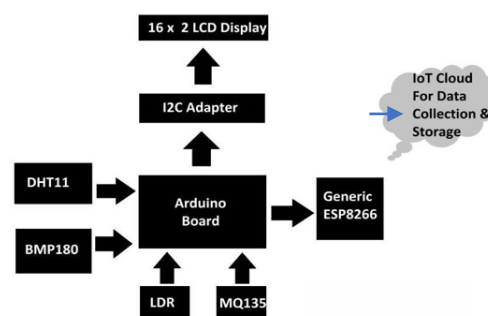 16 x 2 LCD Display
I2C Adapter
IoT Cloud
For Data
Collection &
Storage
DHT11
Arduino
Board
Generic
ESP8266
BMP180
LDR
MQ135